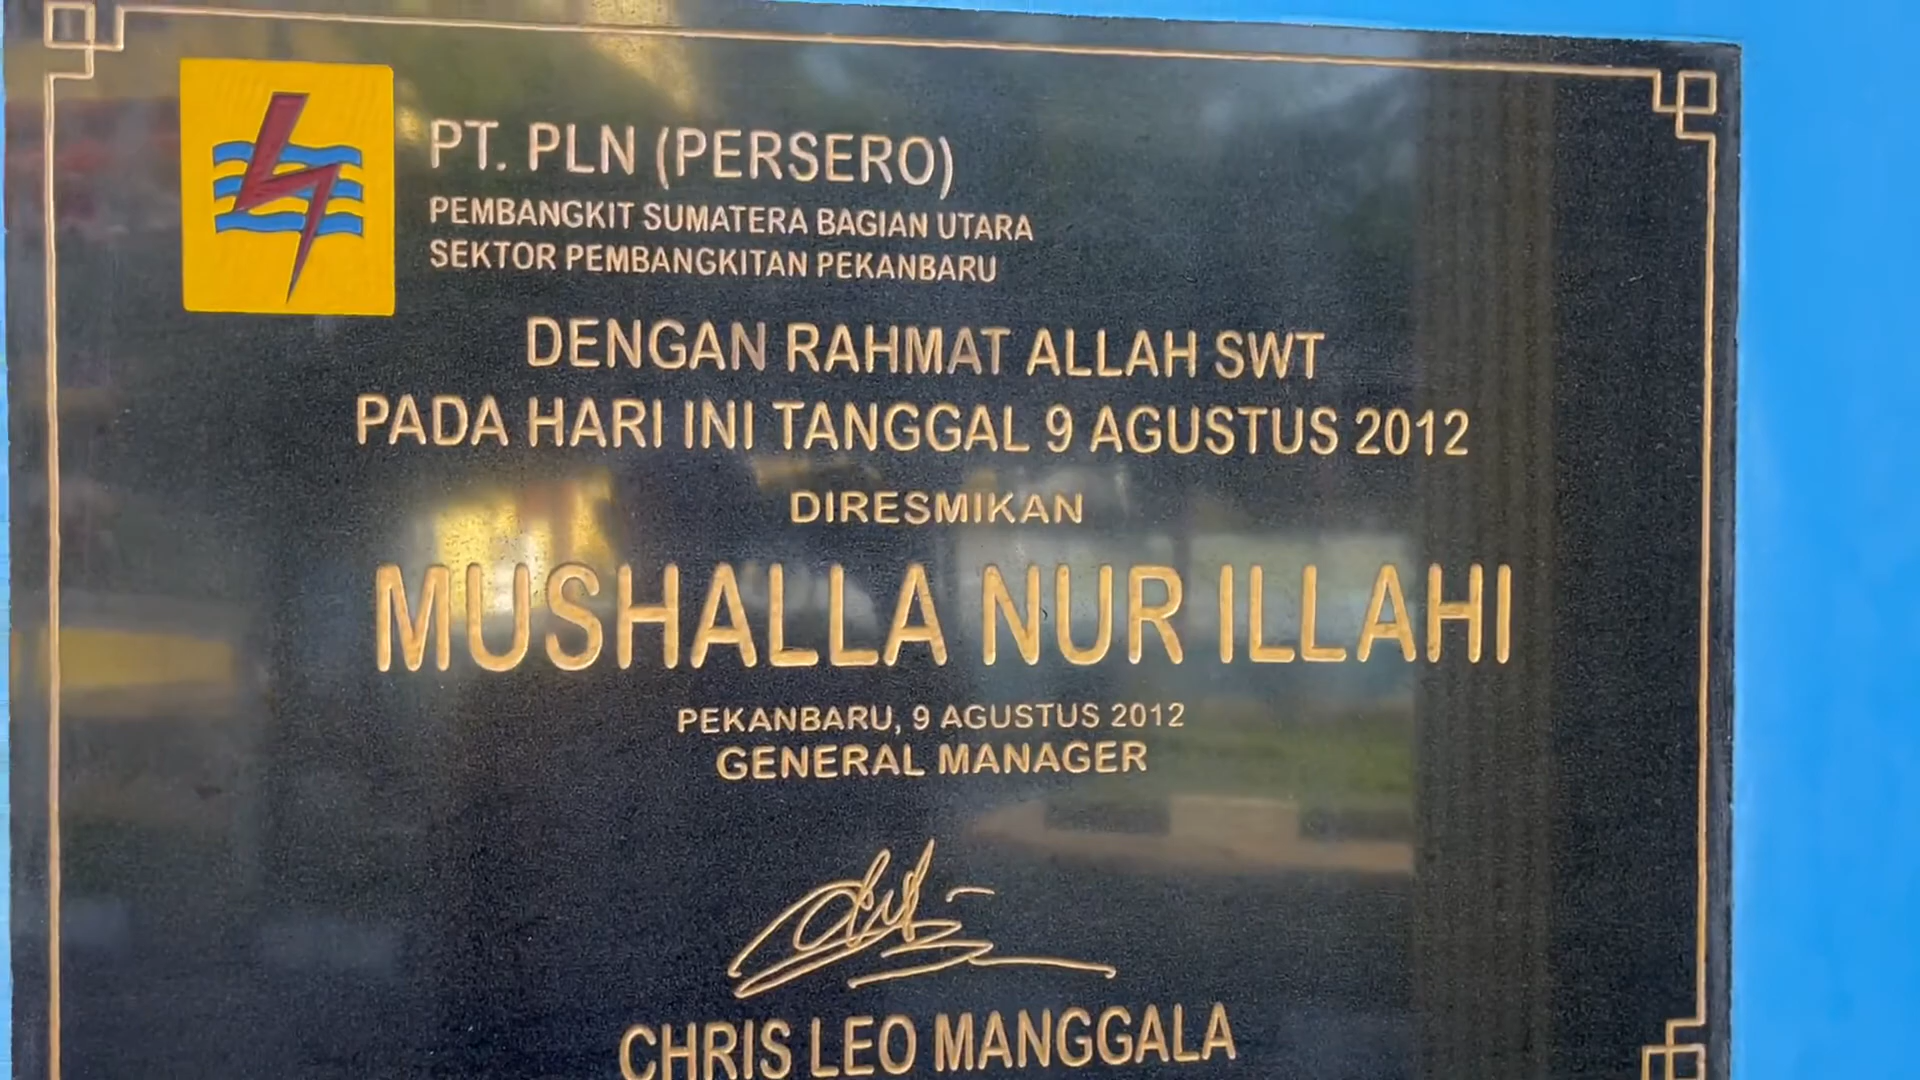 PT. PLN (PERSERO)
PEMBANGKIT SUMATERA BAGIAN UTARA
SEKTOR PEMBANGKITAN PEKANBARU
DENGAN RAHMAT ALLAH SWT
PADA HARI INI TANGGAL 9 AGUSTUS 2012
DIRESMIKAN
MUSHALLA NUR ILLAHI
PEKANBARU, 9 AGUSTUS 2012
GENERAL MANAGER
CHRIS LEO MANGGALA